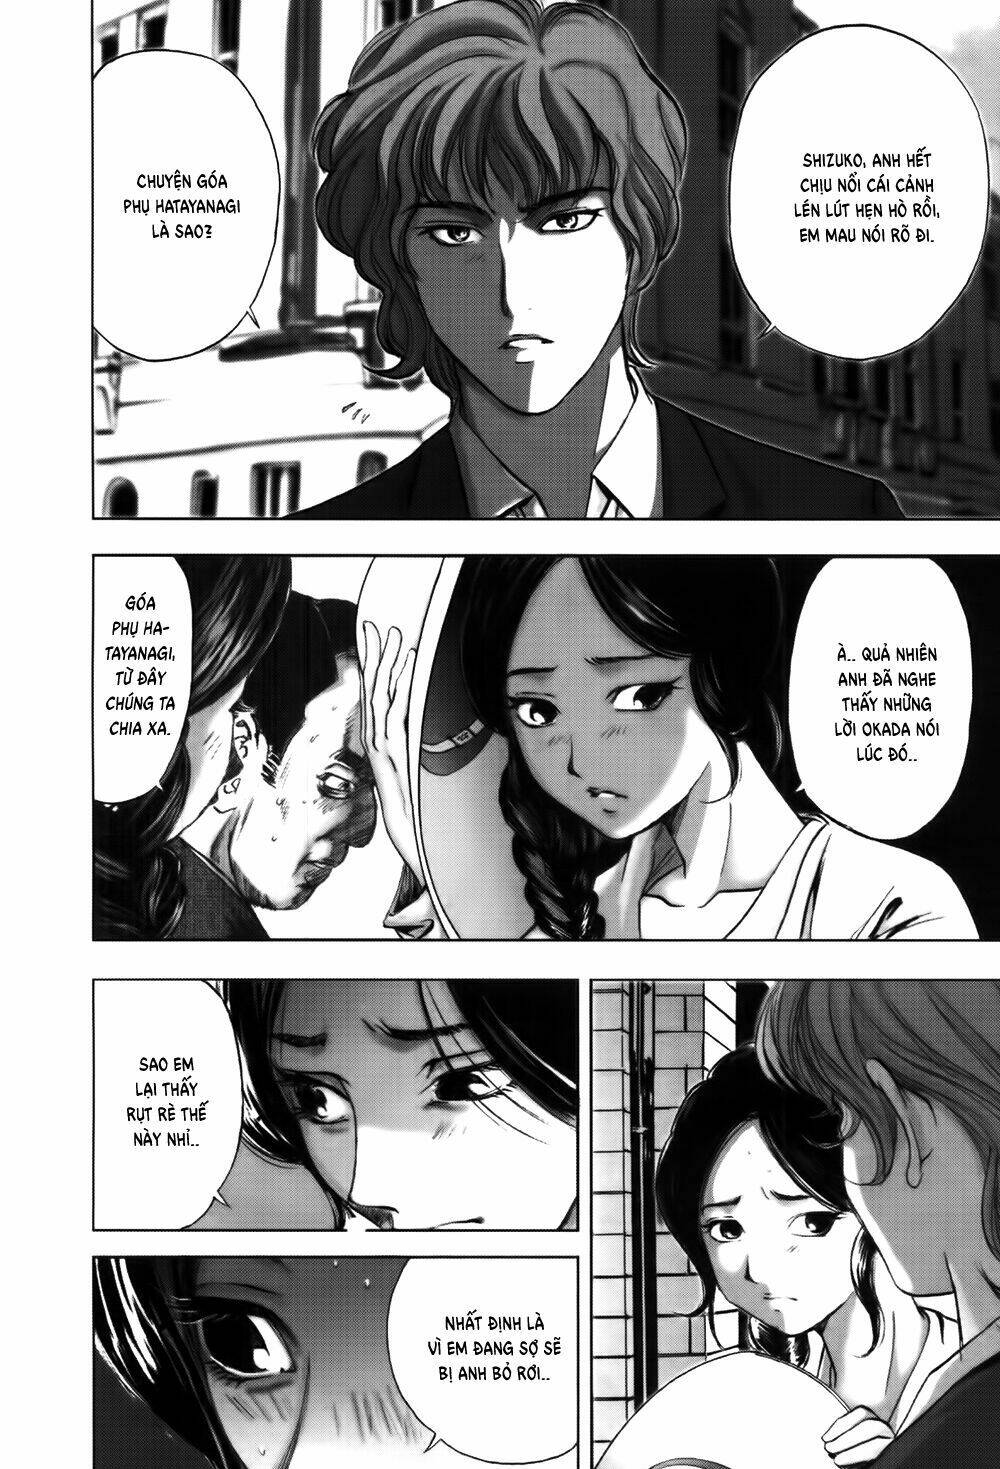 SHIZUKO, ANH HẾT
CHỊU NỔI CÁI CẢNH
LÉN LÚT HẸN HÒ RỒI,
EM MAU NÓI RÕ ĐI.
CHUYỆN GÓA
PHỤ HATAYANAGI
LÀ SAO?
À.. QUẢ NHIÊN
ANH ĐÃ NGHE
THẤY NHỮNG
LỜI OKADA NÓI
LÚC ĐÓ..
GÓA
PHỤ HA-
TAYANAGI,
TỪ ĐÂY
CHÚNG TA
CHIA XA.
SAO EM
LẠI THẤY
RỤT RÈ THẾ
NÀY NHỈ..
NHẤT ĐỊNH LÀ
VÌ EM ĐANG SỢ SẼ
BỊ ANH BỎ RƠI..